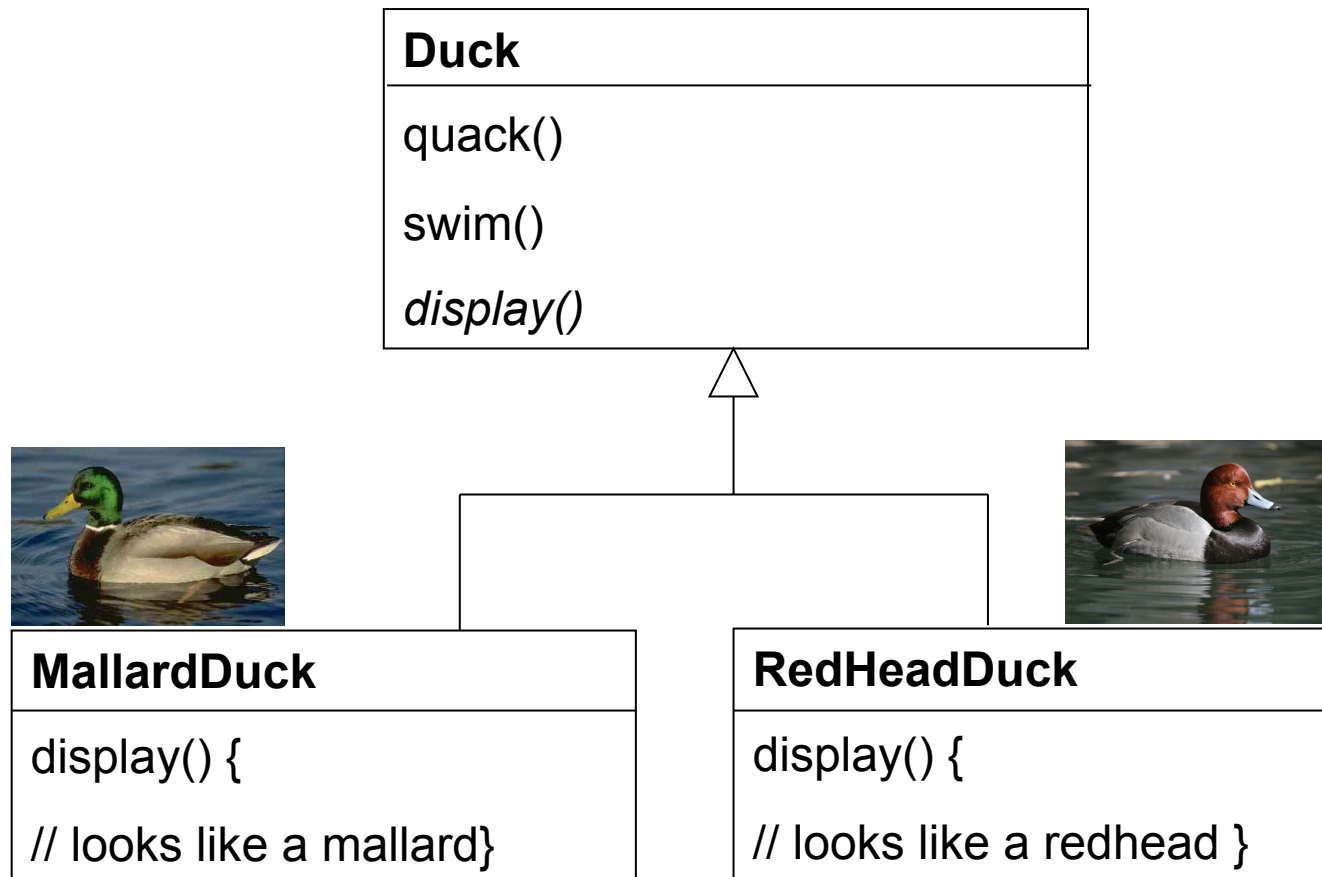 Duck
quack()
swim()
display()
MallardDuck
display() {
// looks like a mallard}
RedHeadDuck
display() {
// looks like a redhead }